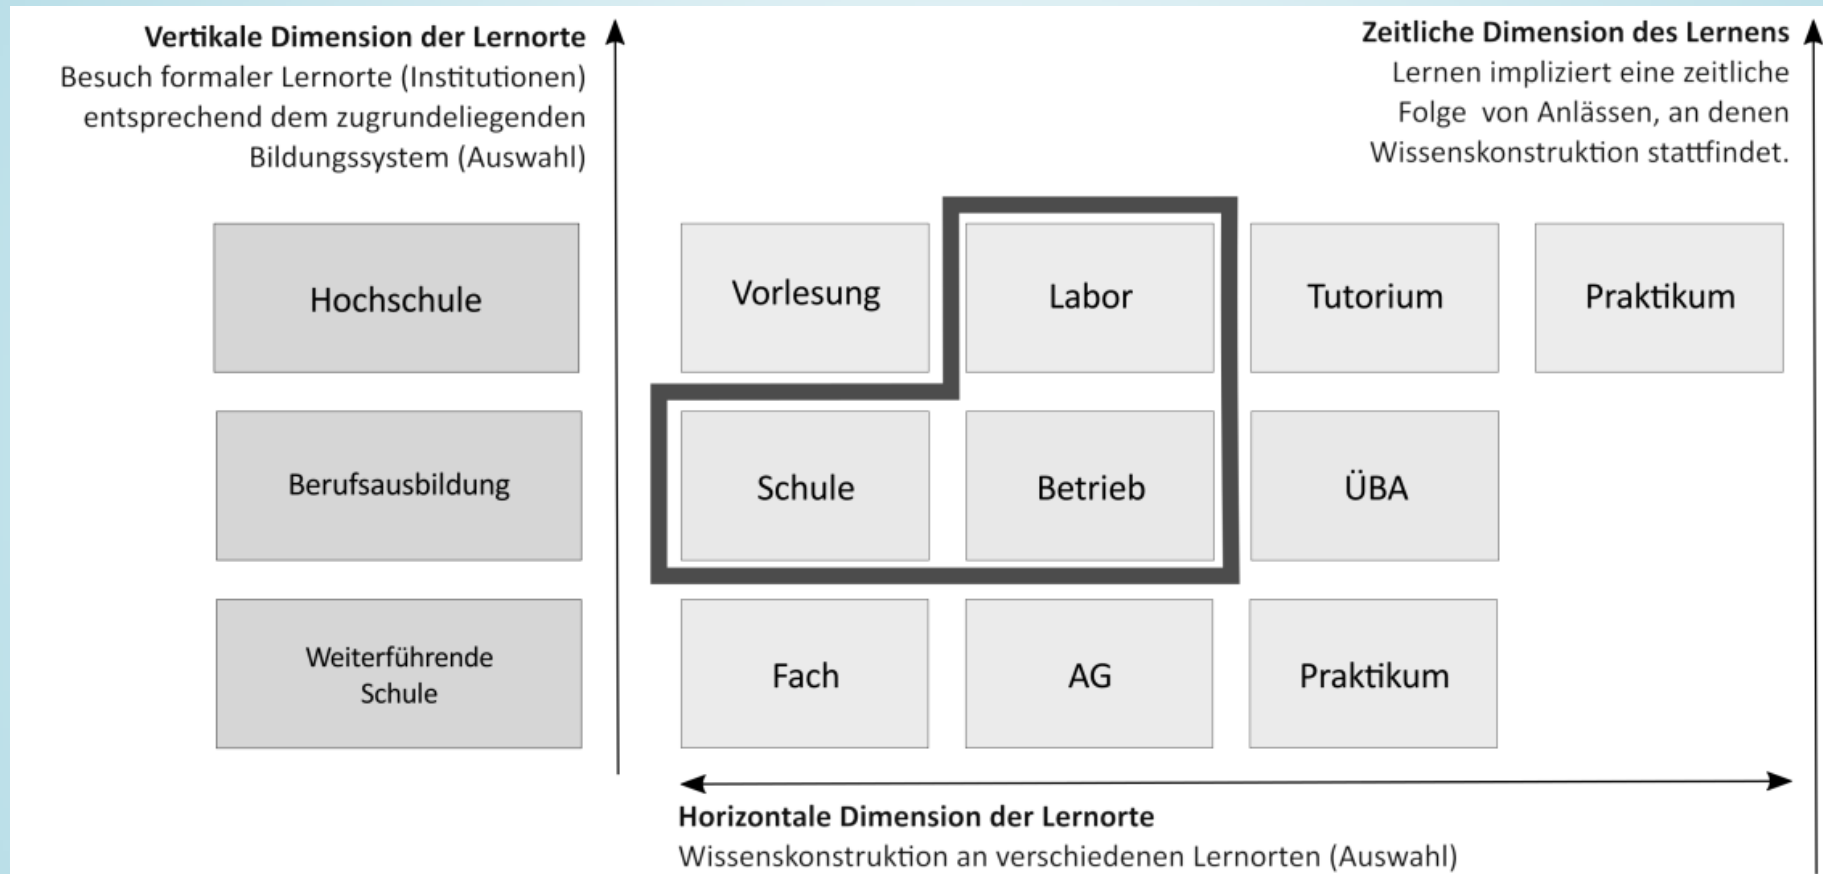 Vertikale Dimension der Lernorte
Besuch formaler Lernorte (Institutionen)
entsprechend dem zugrundeliegenden
Bildungssystem (Auswahl)
Zeitliche Dimension des Lernens
Lernen impliziert eine zeitliche
Folge von Anlässen, an denen
Wissenskonstruktion stattfindet.
Hochschule
Vorlesung
Labor
Tutorium
Praktikum
Berufsausbildung
Schule
Betrieb
ÜBA
Weiterführende
Schule
Fach
AG
Praktikum
Horizontale Dimension der Lernorte
Wissenskonstruktion an verschiedenen Lernorten (Auswahl)